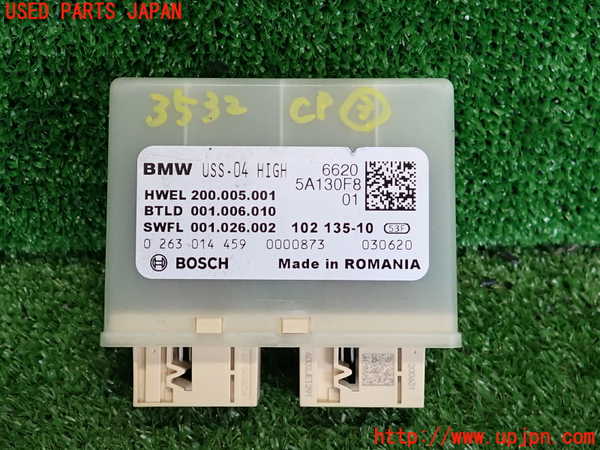 USED PARTS JAPAN
3532 CP ③
BMW USS-04 HIGH 6620
5A130F8
01
HWEL 200.005.001
BTLD 001.006.010
SWFL 001.026.002 102 135-10 53F
0 263 014 459 0000873 030620
BOSCH Made in ROMANIA
http://www.upjpn.com